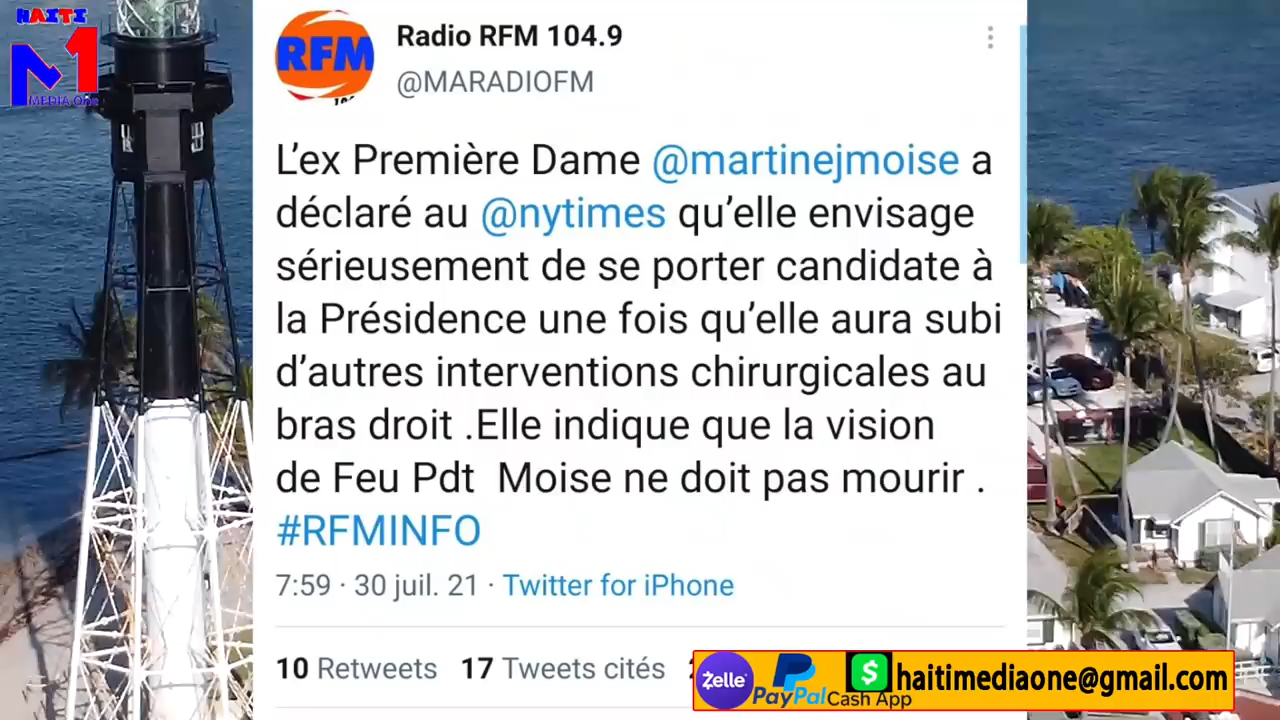 HAITI
M1
MEDIA One
RFM
Radio RFM 104.9
@MARADIOFM
L'ex Première Dame @martinejmoise a
déclaré au @nytimes qu'elle envisage
sérieusement de se porter candidate à
la Présidence une fois qu'elle aura subi
d'autres interventions chirurgicales au
bras droit .Elle indique que la vision
de Feu Pdt  Moise ne doit pas mourir .
#RFMINFO
7:59 · 30 juil. 21 · Twitter for iPhone
10 Retweets 17 Tweets cités
Zelle PayPal $ Cash App haitimediaone@gmail.com